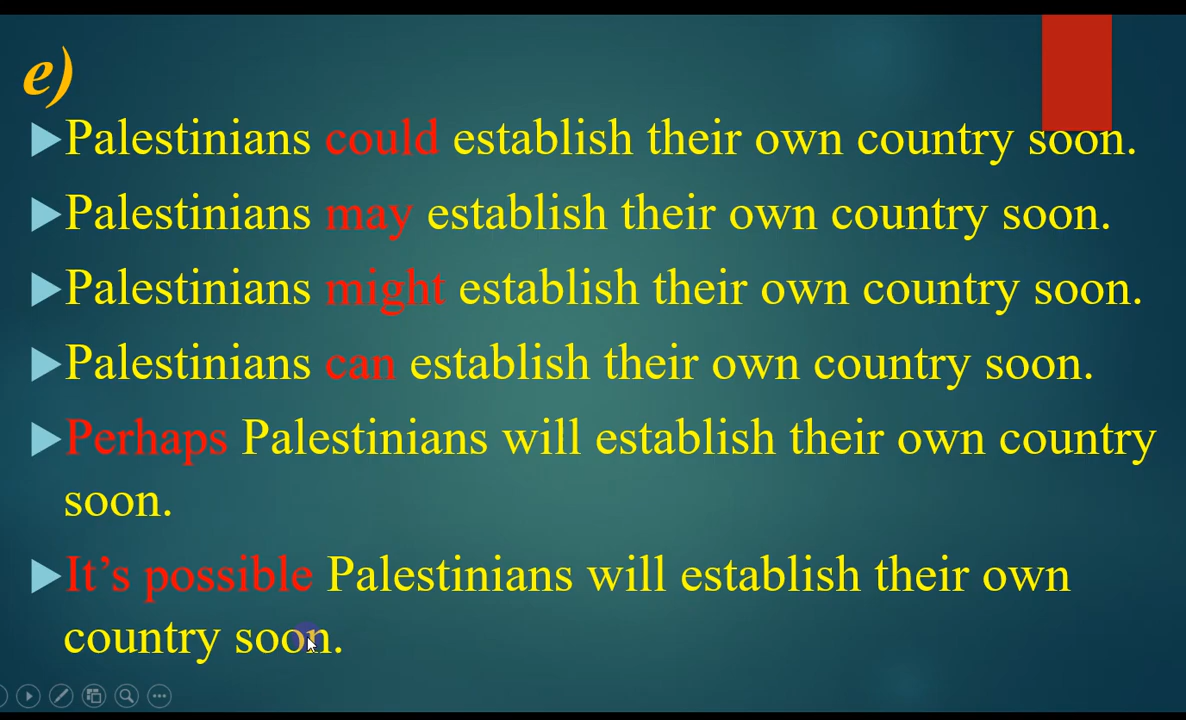 e)
Palestinians could establish their own country soon.
Palestinians may establish their own country soon.
Palestinians might establish their own country soon.
Palestinians can establish their own country soon.
Perhaps Palestinians will establish their own country
soon.
It’s possible Palestinians will establish their own
country soon.